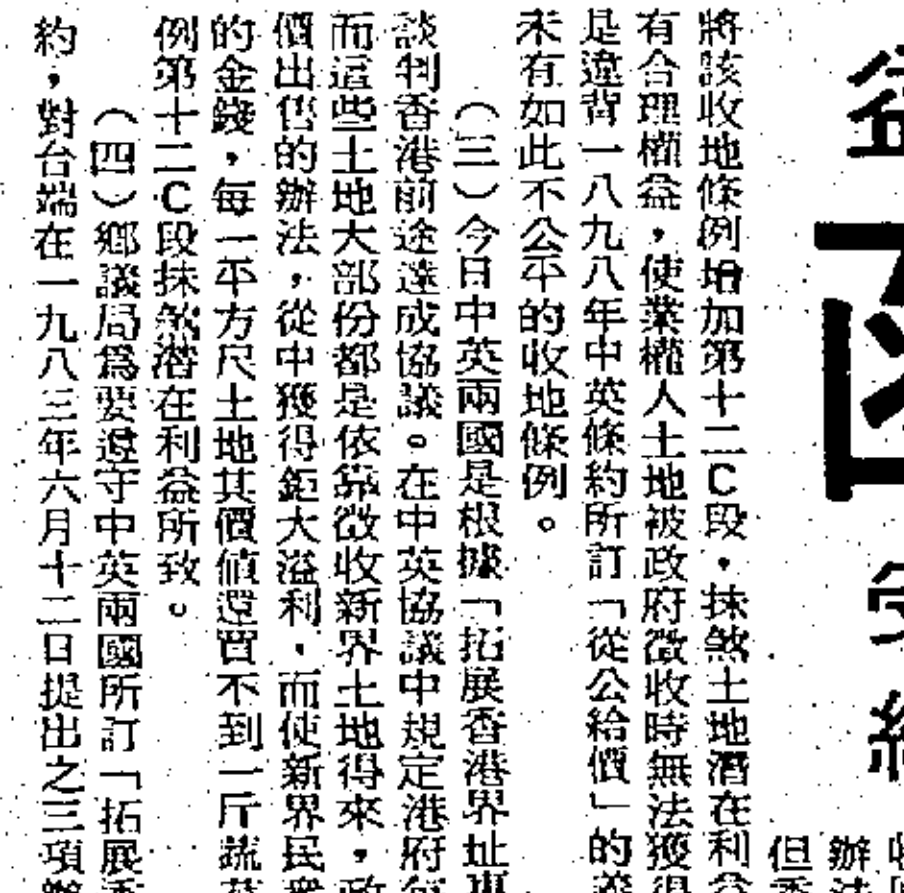 將該收地條例增加第十二C段，抹煞土地潛在利
有合理權益，使業權人土地被政府徵收時無法獲
是違背一八九八年中英條約所訂「從公給價」的
未有如此不公平的收地條例。
（三）今日中英兩國是根據「拓展香港界址
談判香港前途達成協議。在中英協議中規定港府
而這些土地大部份都是依靠徵收新界土地得來，
價出售的辦法，從中獲得鉅大溢利，而使新界民
的金錢，每一平方尺土地其價值還買不到一斤蔬
例第十二C段抹煞潛在利益所致。
（四）鄉議局為要遵守中英兩國所訂「拓展
約，對台端在一九八三年六月十二日提出之三項